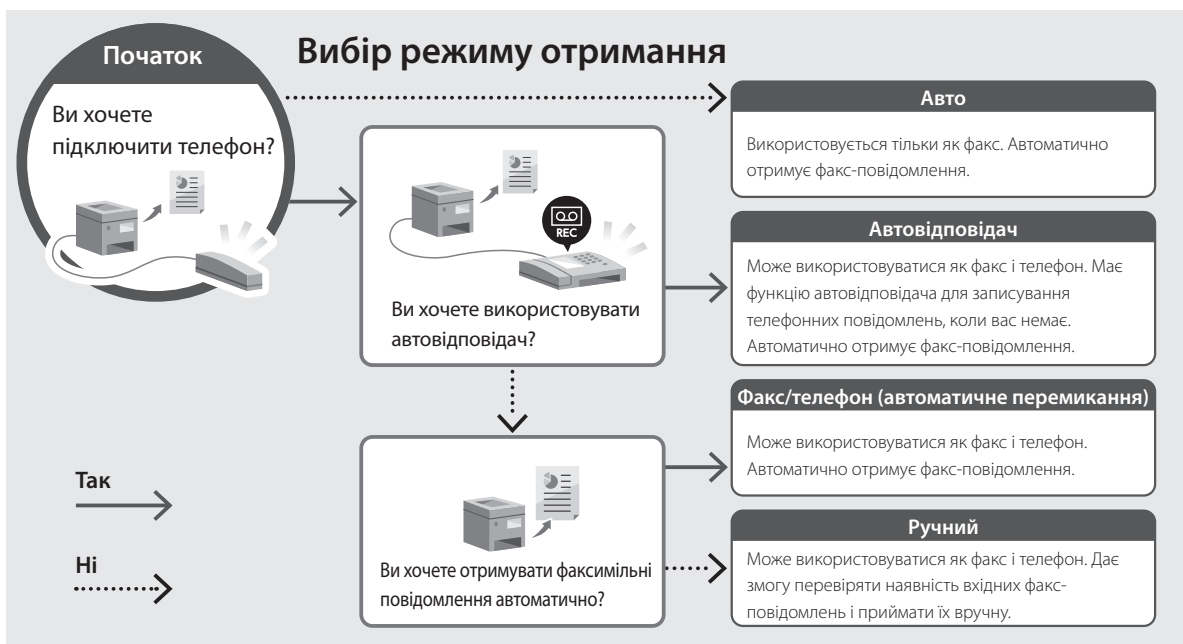 Початок
Вибір режиму отримання
Ви хочете
підключити телефон?
REC
Ви хочете використовувати
автовідповідач?
Ви хочете отримувати факсимільні
повідомлення автоматично?
Авто
Використовується тільки як факс. Автоматично
отримує факс-повідомлення.
Автовідповідач
Може використовуватися як факс і телефон. Має
функцію автовідповідача для записування
телефонних повідомлень, коли вас немає.
Автоматично отримує факс-повідомлення.
Факс/телефон (автоматичне перемикання)
Може використовуватися як факс і телефон.
Автоматично отримує факс-повідомлення.
Ручний
Може використовуватися як факс і телефон. Дає
змогу перевіряти наявність вхідних факс-
повідомлень і приймати їх вручну.
Так
Ні